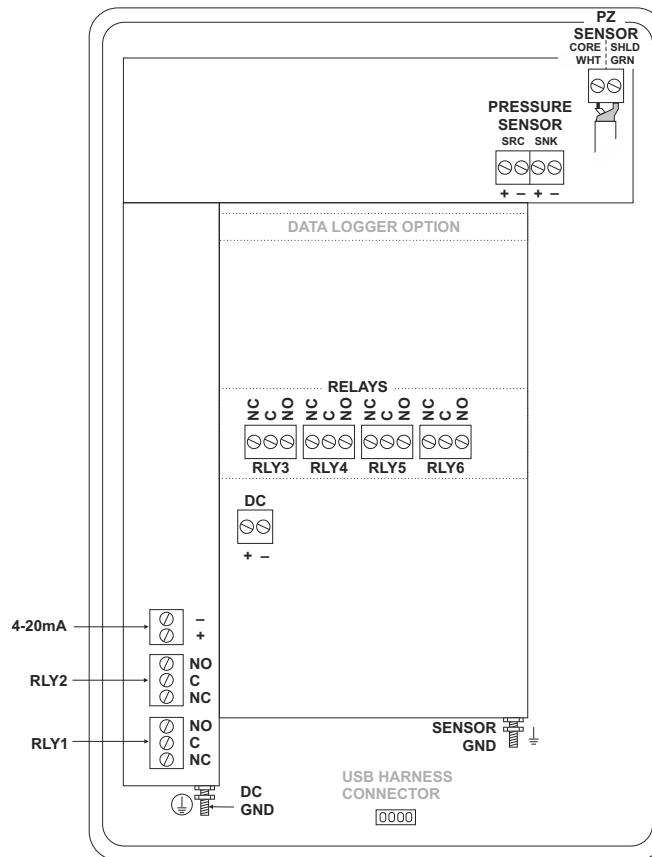 PZ
SENSOR
CORE SHLD
WHT GRN
PRESSURE
SENSOR
SRC SNK
+ – + –
DATA LOGGER OPTION
RELAYS
NC C NO NC C NO NC C NO NC C NO
RLY3 RLY4 RLY5 RLY6
DC
+ –
4-20mA
–
+
RLY2
NO
C
NC
RLY1
NO
C
NC
SENSOR
GND
DC
GND
USB HARNESS
CONNECTOR
0000